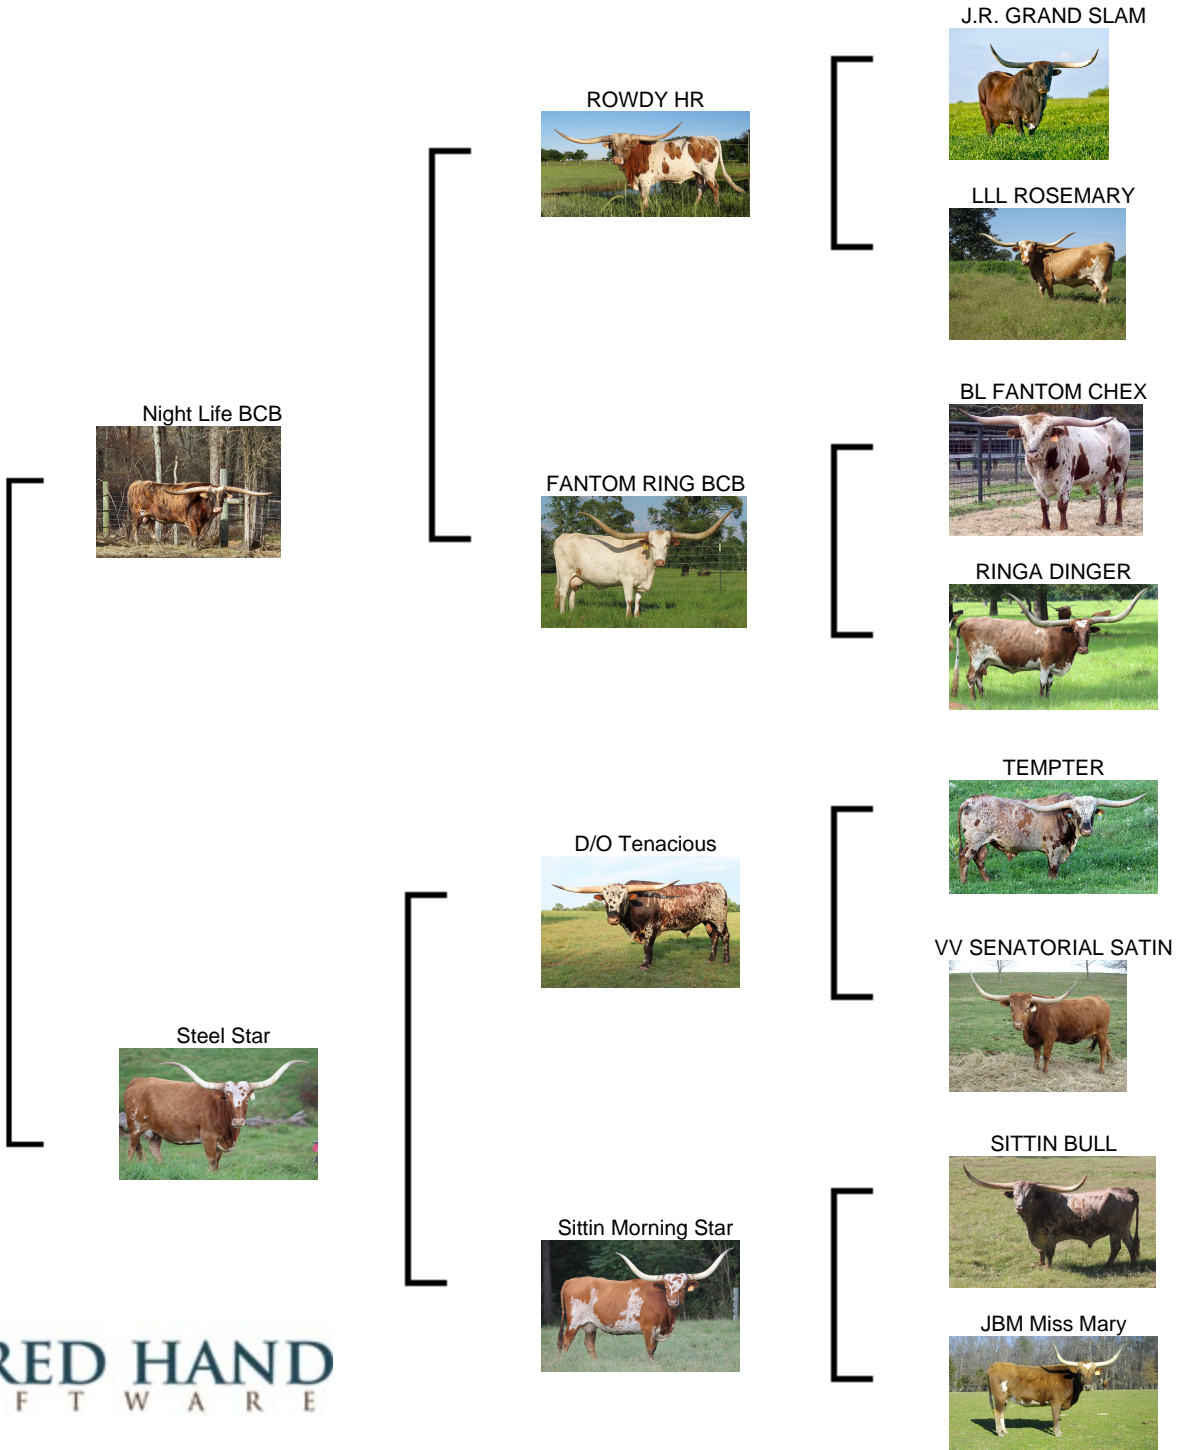 J.R. GRAND SLAM
ROWDY HR
LLL ROSEMARY
BL FANTOM CHEX
Night Life BCB
FANTOM RING BCB
RINGA DINGER
TEMPTER
D/O Tenacious
VV SENATORIAL SATIN
Steel Star
SITTIN BULL
Sittin Morning Star
JBM Miss Mary
RED HAND
F T W A R E